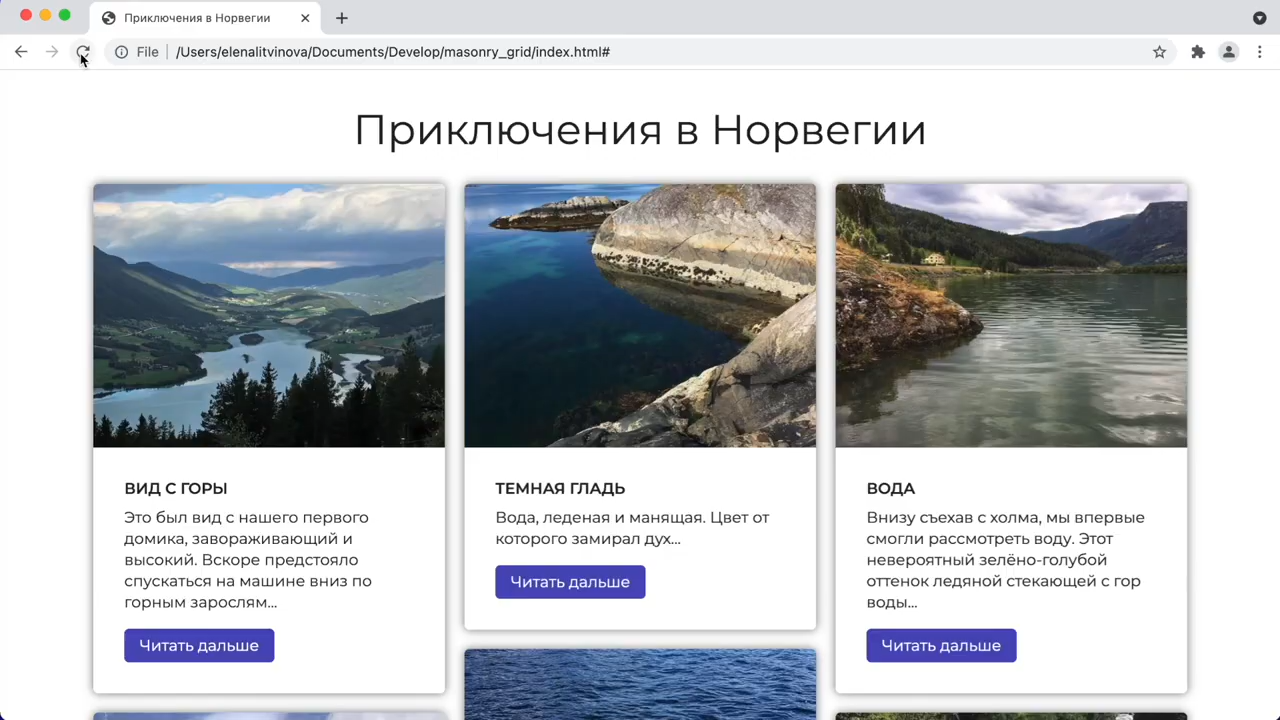 Приключения в Норвегии
File
/Users/elenalitvinova/Documents/Develop/masonry_grid/index.html#
Приключения в Норвегии
ВИД С ГОРЫ
Это был вид с нашего первого
домика, завораживающий и
высокий. Вскоре предстояло
спускаться на машине вниз по
горным зарослям...
Читать дальше
ТЕМНАЯ ГЛАДЬ
Вода, леденая и манящая. Цвет от
которого замирал дух...
Читать дальше
ВОДА
Внизу съехав с холма, мы впервые
смогли рассмотреть воду. Этот
невероятный зелёно-голубой
оттенок ледяной стекающей с гор
воды...
Читать дальше